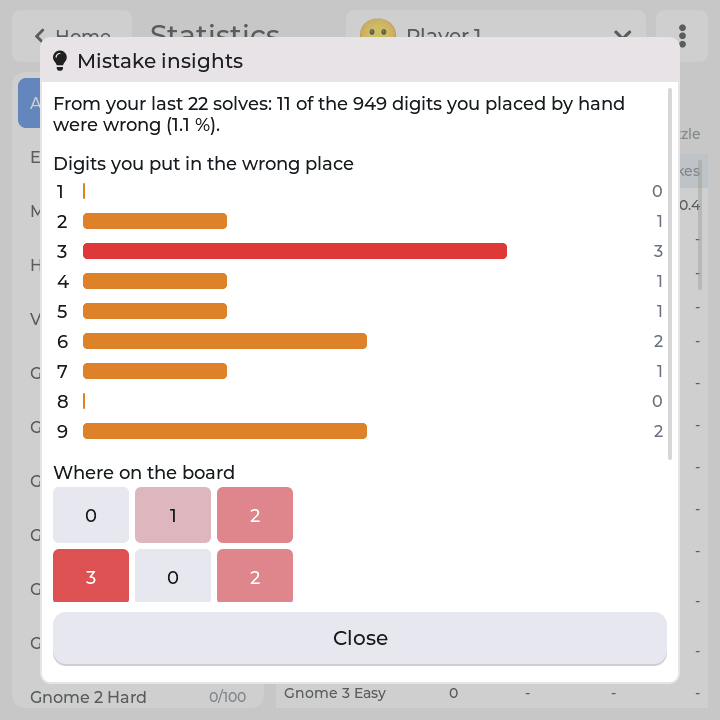 Home
Statistics
Player 1
Mistake insights
From your last 22 solves: 11 of the 949 digits you placed by hand
were wrong (1.1 %).
Digits you put in the wrong place
1 0
2 1
3 3
4 1
5 1
6 2
7 1
8 0
9 2
Where on the board
0 1 2
3 0 2
Close
0.4
Gnome 2 Hard 0/100
Gnome 3 Easy 0 - - -